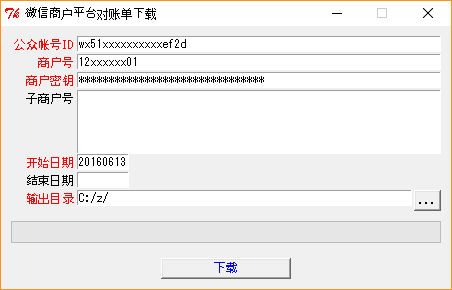 微信商户平台对账单下载
公众帐号ID wx51xxxxxxxxxxef2d
商户号 12xxxxxx01
商户密钥 ********************************
子商户号
开始日期 20160613
结束日期
输出目录 C:/z/ ...
下载